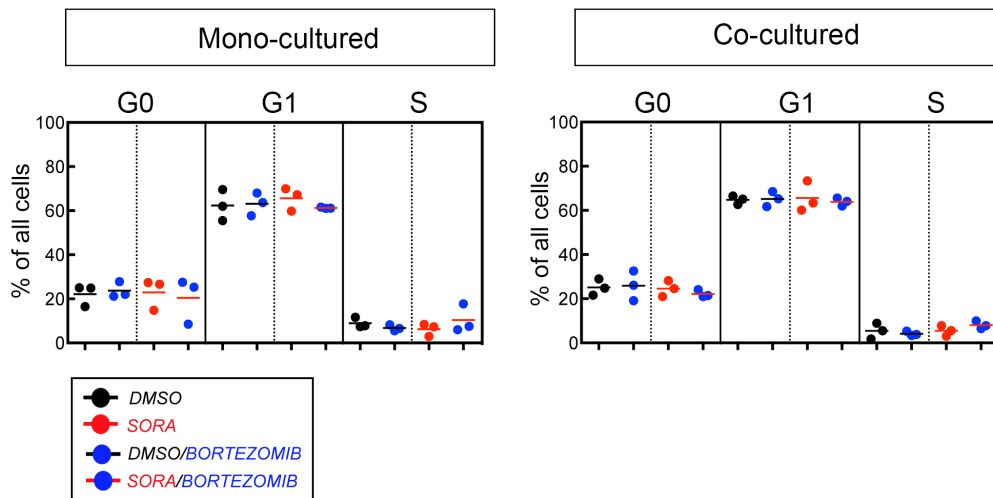 Mono-cultured
Co-cultured
G0 G1 S
G0 G1 S
% of all cells
100
80
60
40
20
0
% of all cells
100
80
60
40
20
0
DMSO
SORA
DMSO/BORTEZOMIB
SORA/BORTEZOMIB